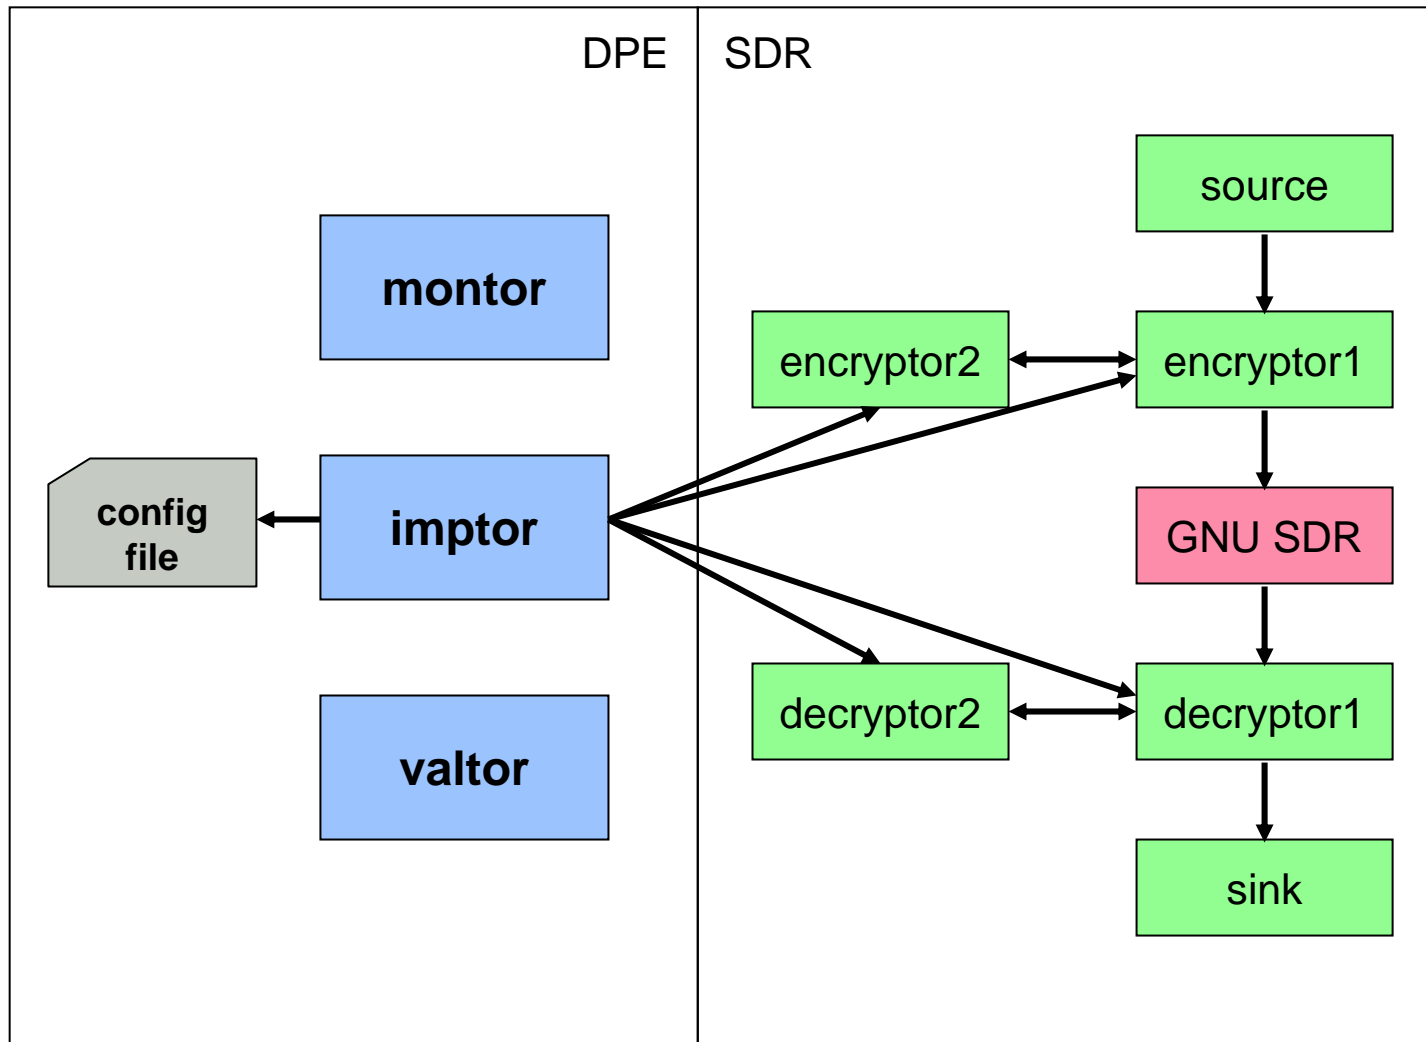 DPE
SDR
source
montor
encryptor2
encryptor1
config
file
imptor
GNU SDR
valtor
decryptor2
decryptor1
sink